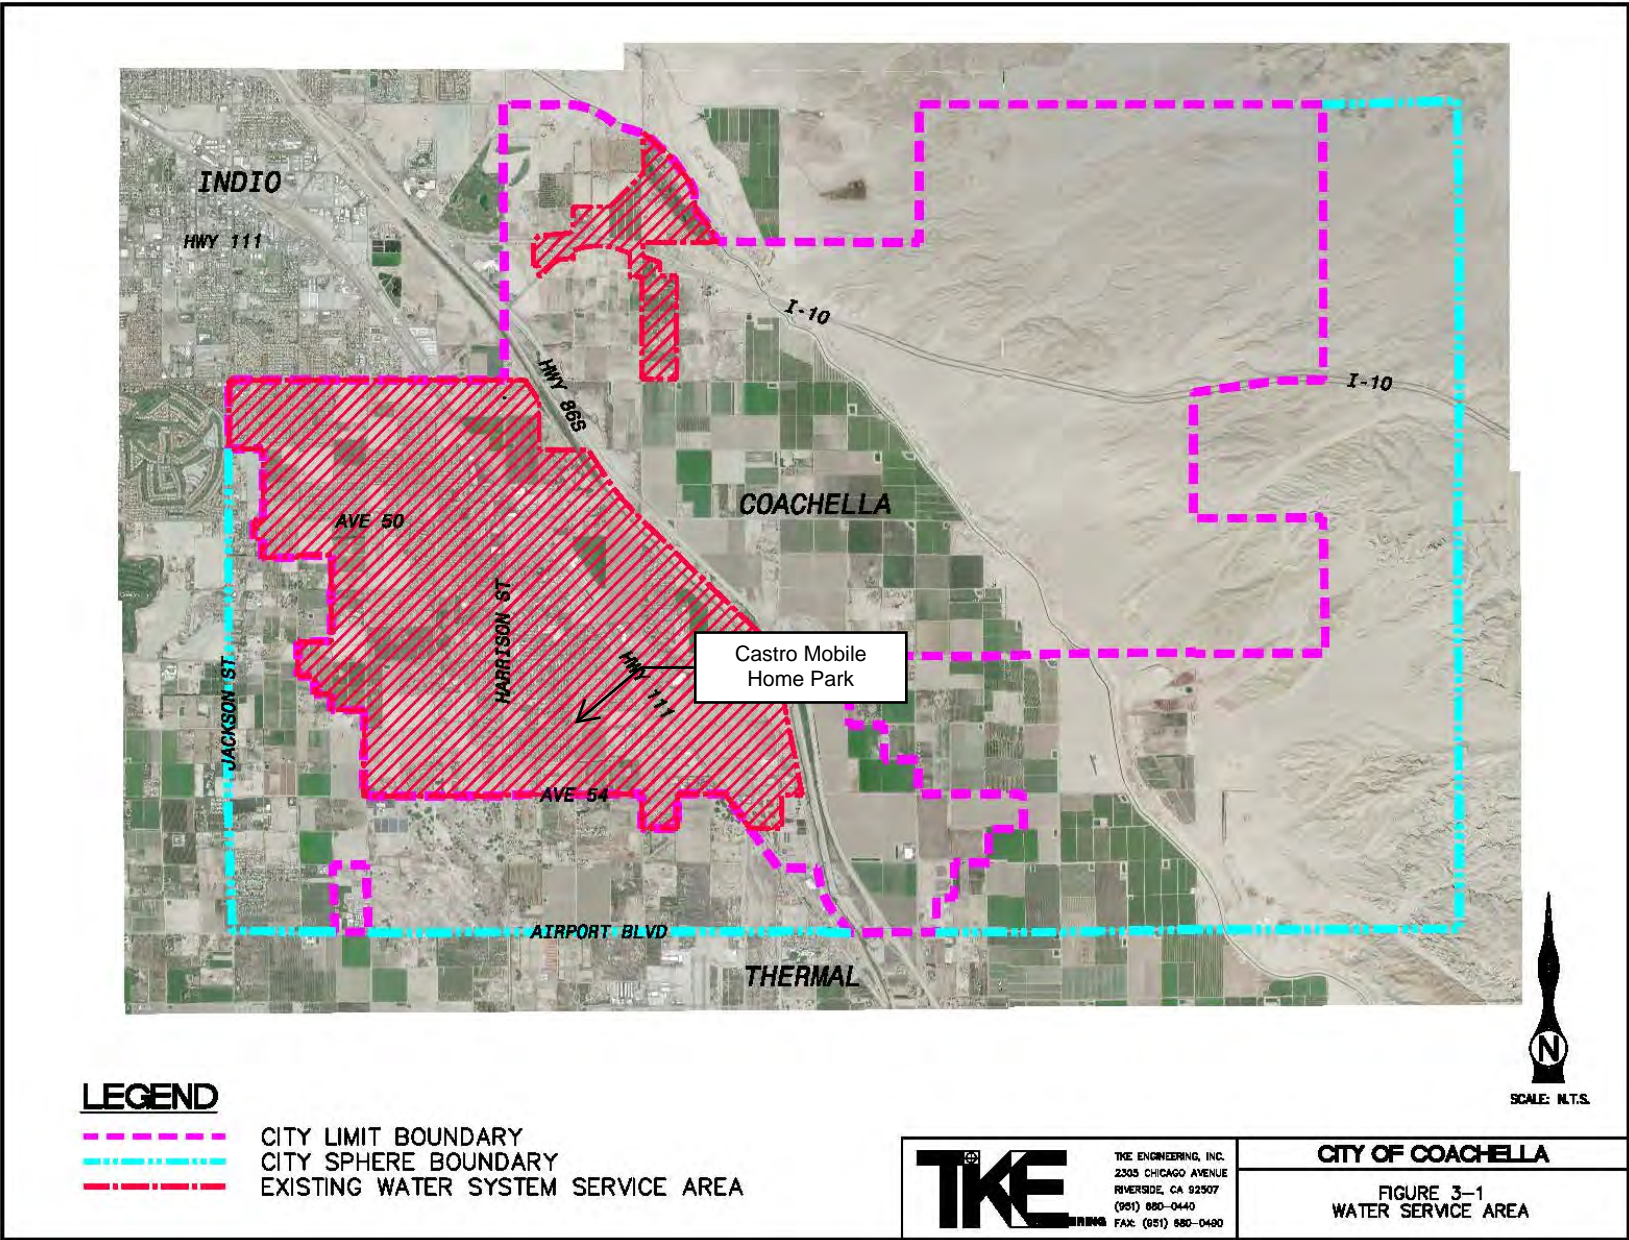 INDIO
HWY 111
I-10
I-10
HWY 86S
COACHELLA
AVE 50
HARRISON ST
Castro Mobile
Home Park
HWY 111
JACKSON ST
AVE 54
AIRPORT BLVD
THERMAL
N
SCALE: N.T.S.
LEGEND
CITY LIMIT BOUNDARY
CITY SPHERE BOUNDARY
EXISTING WATER SYSTEM SERVICE AREA
TKE
TKE ENGINEERING, INC.
2305 CHICAGO AVENUE
RIVERSIDE, CA 92507
(951) 680-0440
FAX: (951) 680-0490
CITY OF COACHELLA
FIGURE 3-1
WATER SERVICE AREA